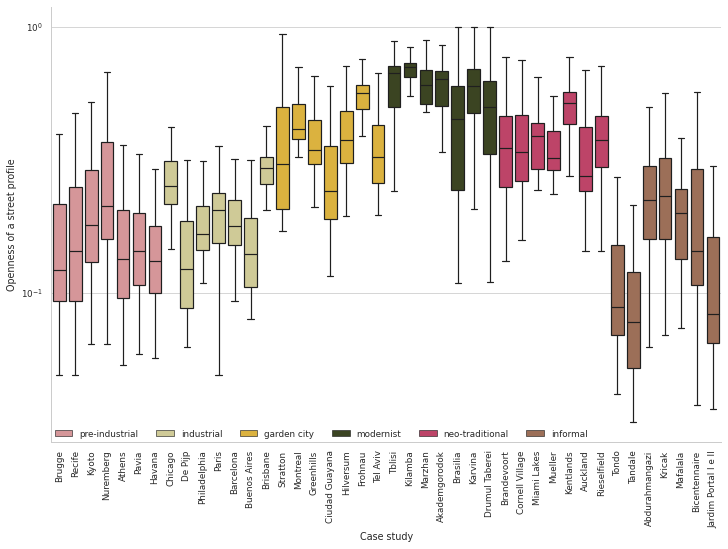 Openness of a street profile
10⁰
10⁻¹
pre-industrial
industrial
garden city
modernist
neo-traditional
informal
Brugge
Recife
Kyoto
Nuremberg
Athens
Pavia
Havana
Chicago
De Pijp
Philadelphia
Paris
Barcelona
Buenos Aires
Brisbane
Stratton
Montreal
Greenhills
Ciudad Guayana
Hilversum
Frohnau
Tel Aviv
Tbilisi
Kilamba
Marzhan
Akademgorodok
Brasilia
Karvina
Drumul Taberei
Brandevoort
Cornell Village
Miami Lakes
Mueller
Kentlands
Auckland
Rieselfield
Tondo
Tandale
Abdurahmangazi
Kricak
Mafalala
Bicentennaire
Jardim Portal I e II
Case study